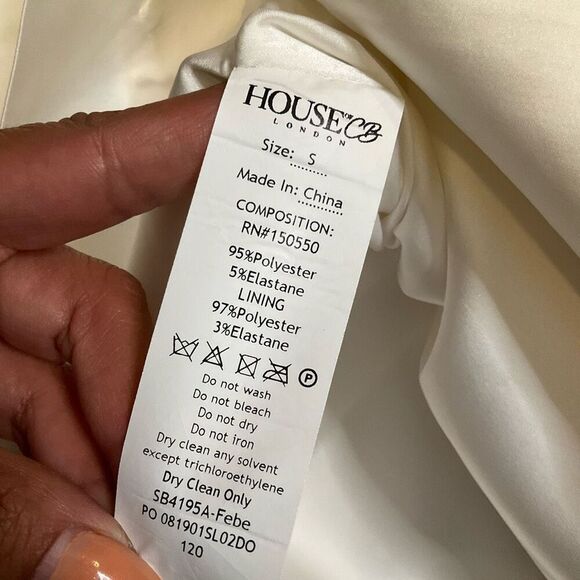 HOUSE OF CB
LONDON
Size: S
Made In: China
COMPOSITION:
RN#150550
95%Polyester
5%Elastane
LINING
97%Polyester
3%Elastane
P
Do not wash
Do not bleach
Do not dry
Do not iron
Dry clean any solvent
except trichloroethylene
Dry Clean Only
SB4195A-Febe
PO 081901SL02DO
120